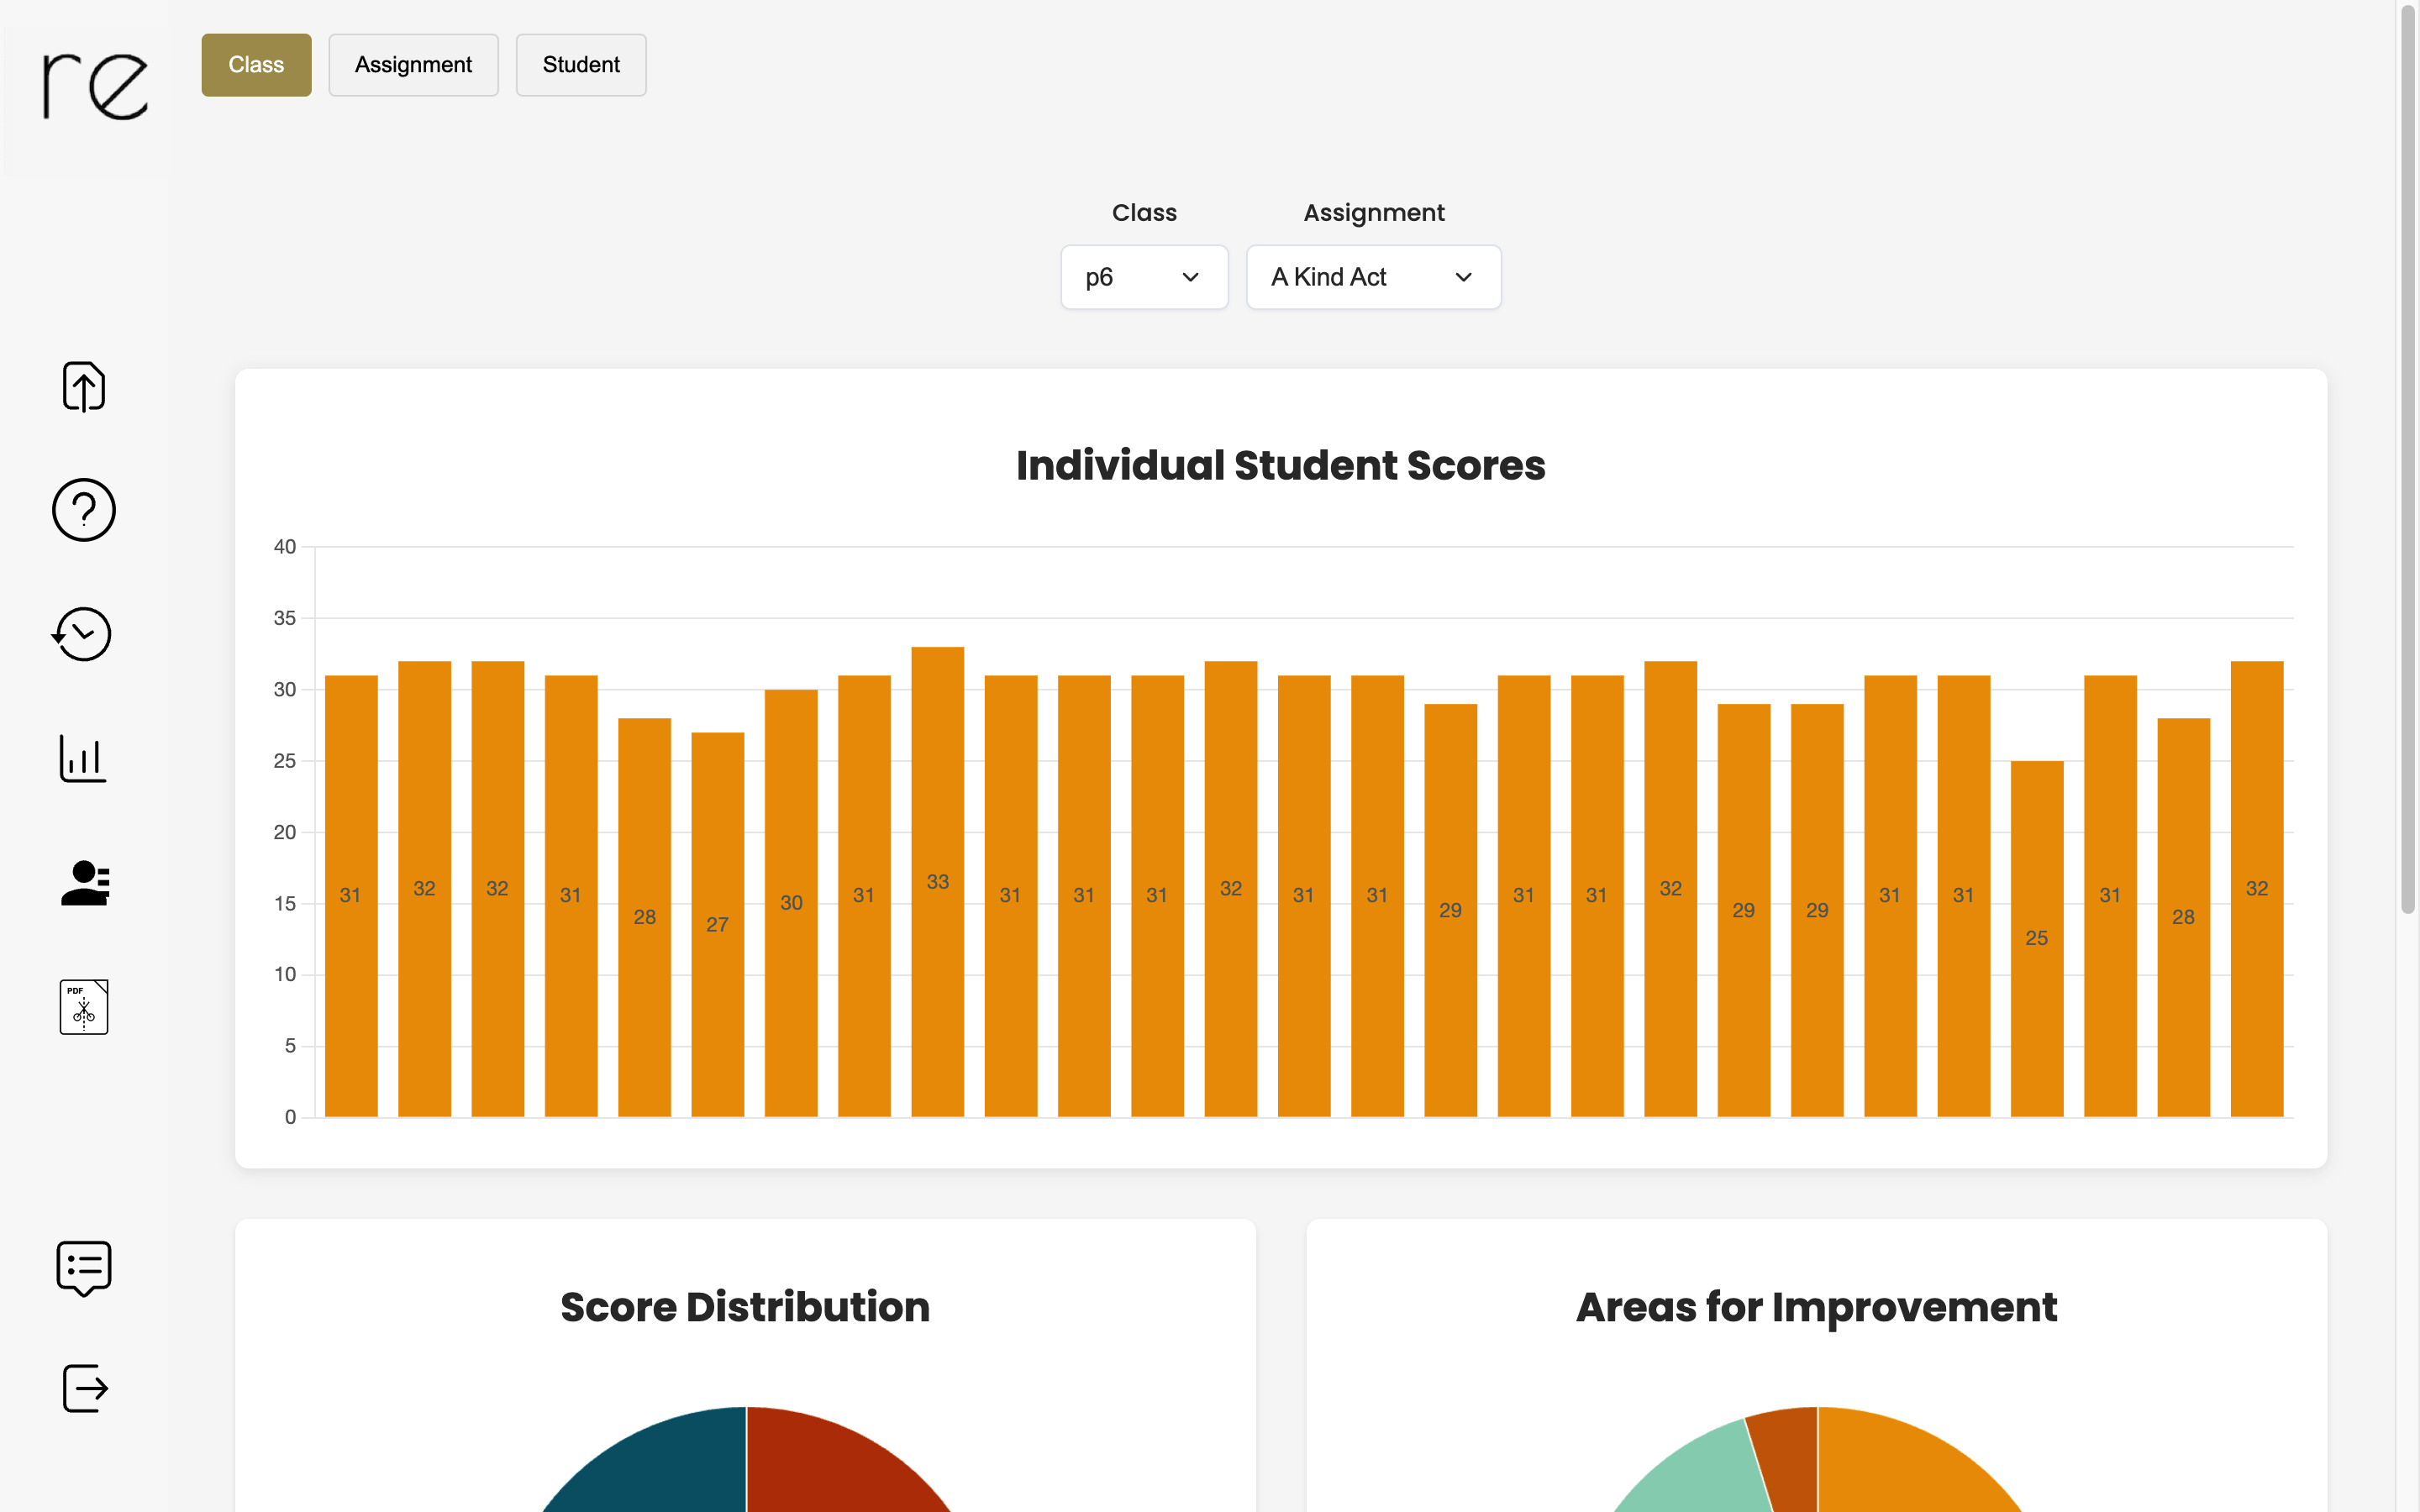 re
Class Assignment Student
Class Assignment
p6 A Kind Act
Individual Student Scores
40
35
30
25
20
15
10
5
0
31 32 32 31 28 27 30 31 33 31 31 31 32 31 31 29 31 31 32 29 29 31 31 25 31 28 32
PDF
Score Distribution Areas for Improvement